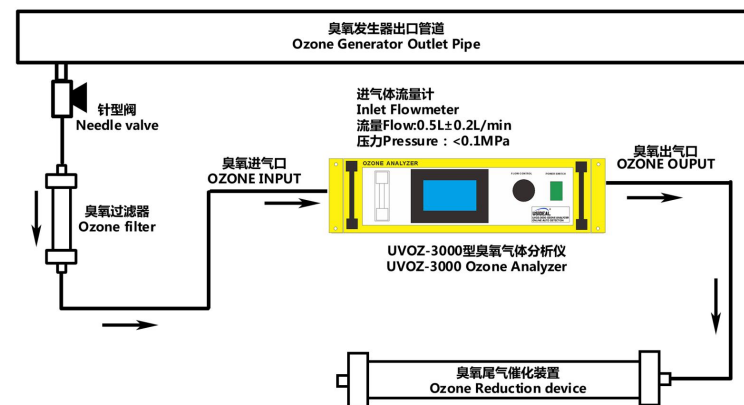 臭氧发生器出口管道
Ozone Generator Outlet Pipe
针型阀
Needle valve
进气体流量计
Inlet Flowmeter
流量Flow:0.5L±0.2L/min
压力Pressure：<0.1MPa
臭氧进气口
OZONE INPUT
臭氧出气口
OZONE OUPUT
OZONE ANALYZER
臭氧过滤器
Ozone filter
UVOZ-3000型臭氧气体分析仪
UVOZ-3000 Ozone Analyzer
臭氧尾气催化装置
Ozone Reduction device